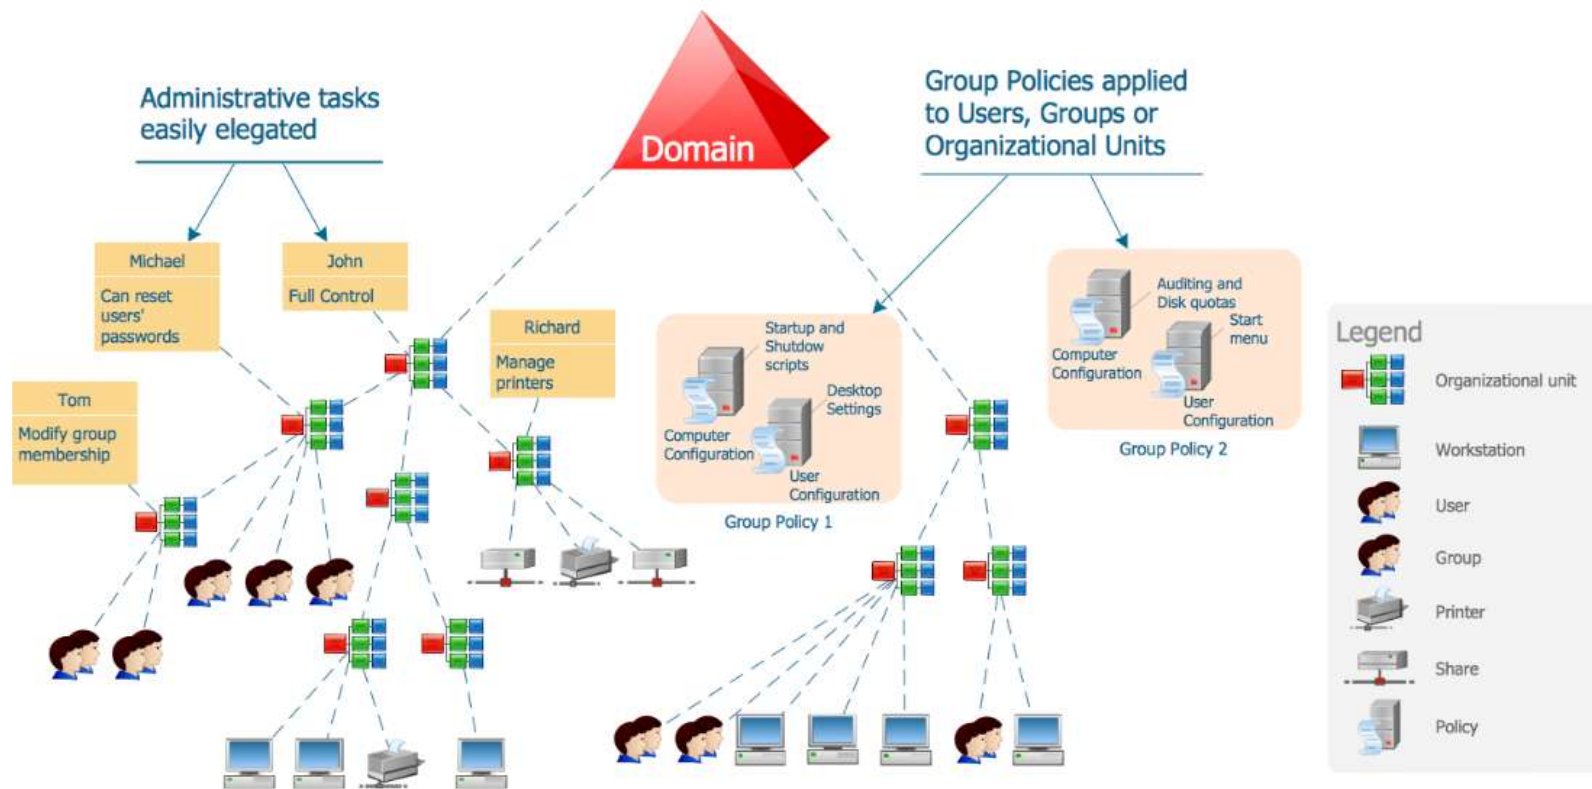 Administrative tasks
easily elegated
Domain
Group Policies applied
to Users, Groups or
Organizational Units
Michael
Can reset
users'
passwords
John
Full Control
Richard
Manage
printers
Tom
Modify group
membership
Startup and
Shutdow
scripts
Desktop
Settings
Computer
Configuration
User
Configuration
Group Policy 1
Auditing and
Disk quotas
Start
menu
Computer
Configuration
User
Configuration
Group Policy 2
Legend
Organizational unit
Workstation
User
Group
Printer
Share
Policy